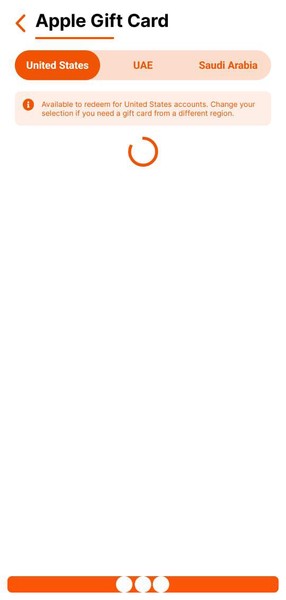 Apple Gift Card
United States
UAE
Saudi Arabia
Available to redeem for United States accounts. Change your
selection if you need a gift card from a different region.